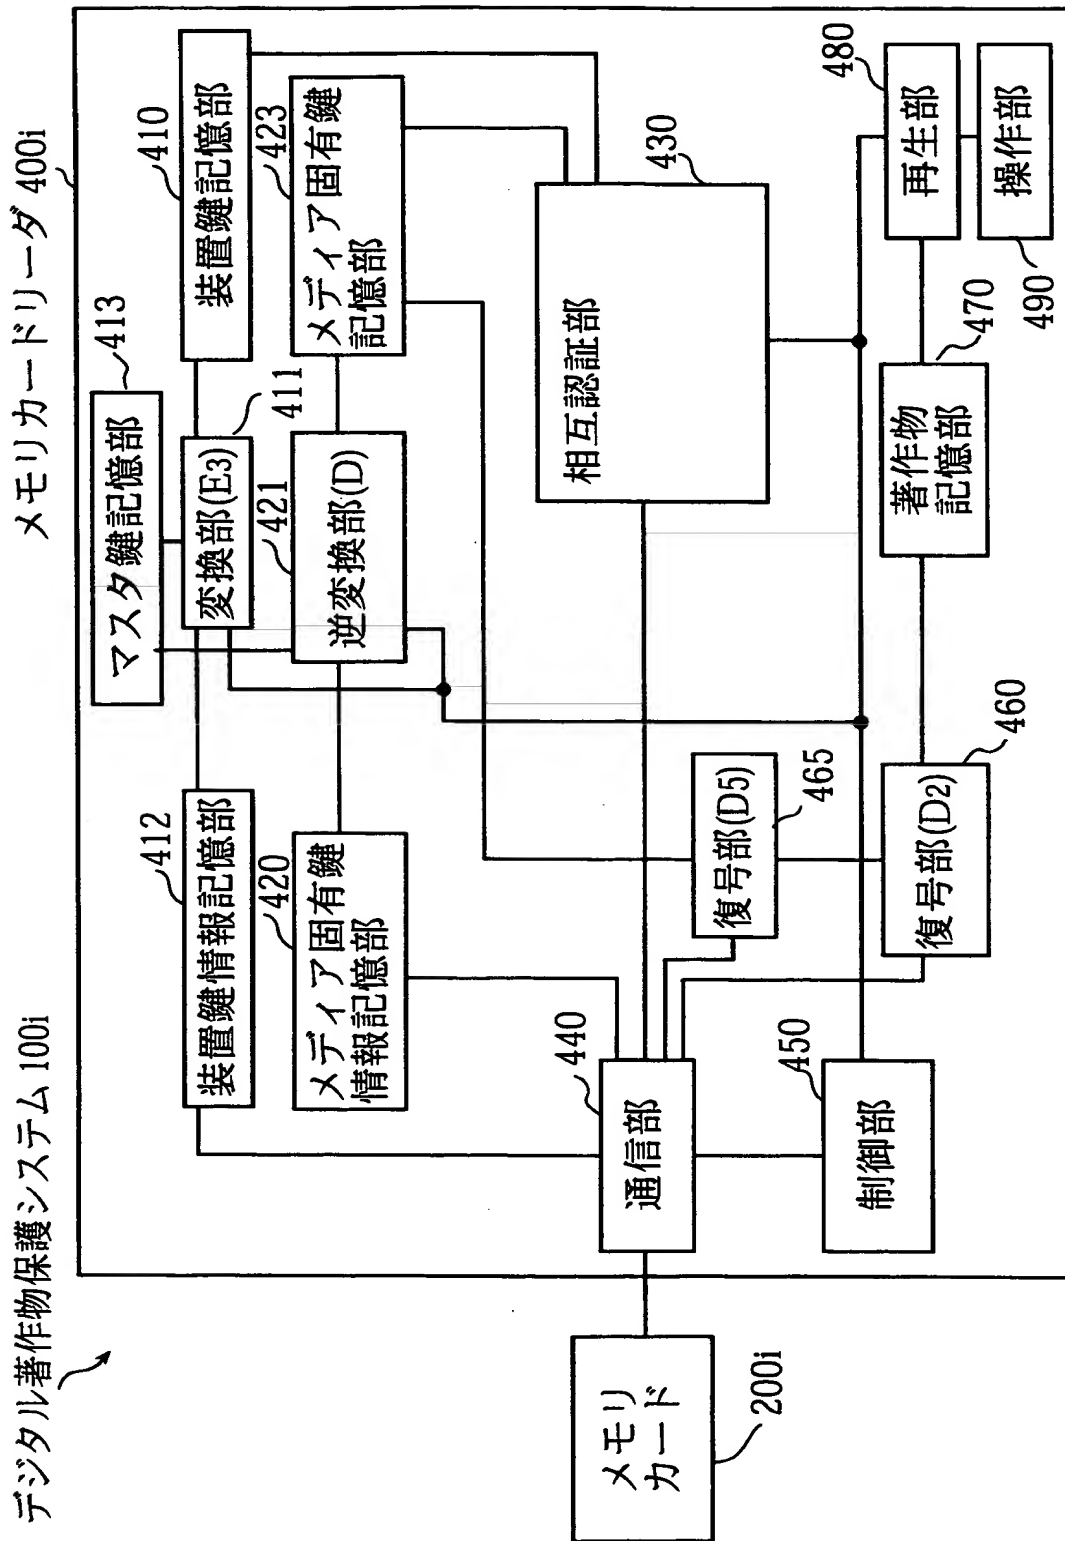 デジタル著作物保護システム 100i
メモリカードリーダ 400i
マスタ鍵記憶部
413
装置鍵情報記憶部
412
変換部(E3)
411
装置鍵記憶部
410
メディア固有鍵
情報記憶部
420
逆変換部(D)
421
メディア固有鍵
記憶部
423
メモリ
カード
200i
通信部
440
相互認証部
430
復号部(D5)
465
制御部
450
復号部(D2)
460
著作物
記憶部
470
再生部
480
操作部
490